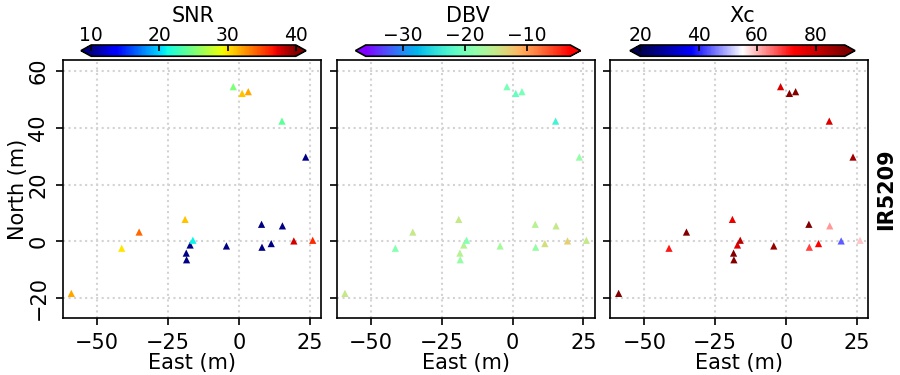 SNR DBV Xc
10 20 30 40 −30 −20 −10 20 40 60 80
60
40
20
0
−20
North (m)
−50 −25 0 25 −50 −25 0 25 −50 −25 0 25
East (m) East (m) East (m)
IR5209